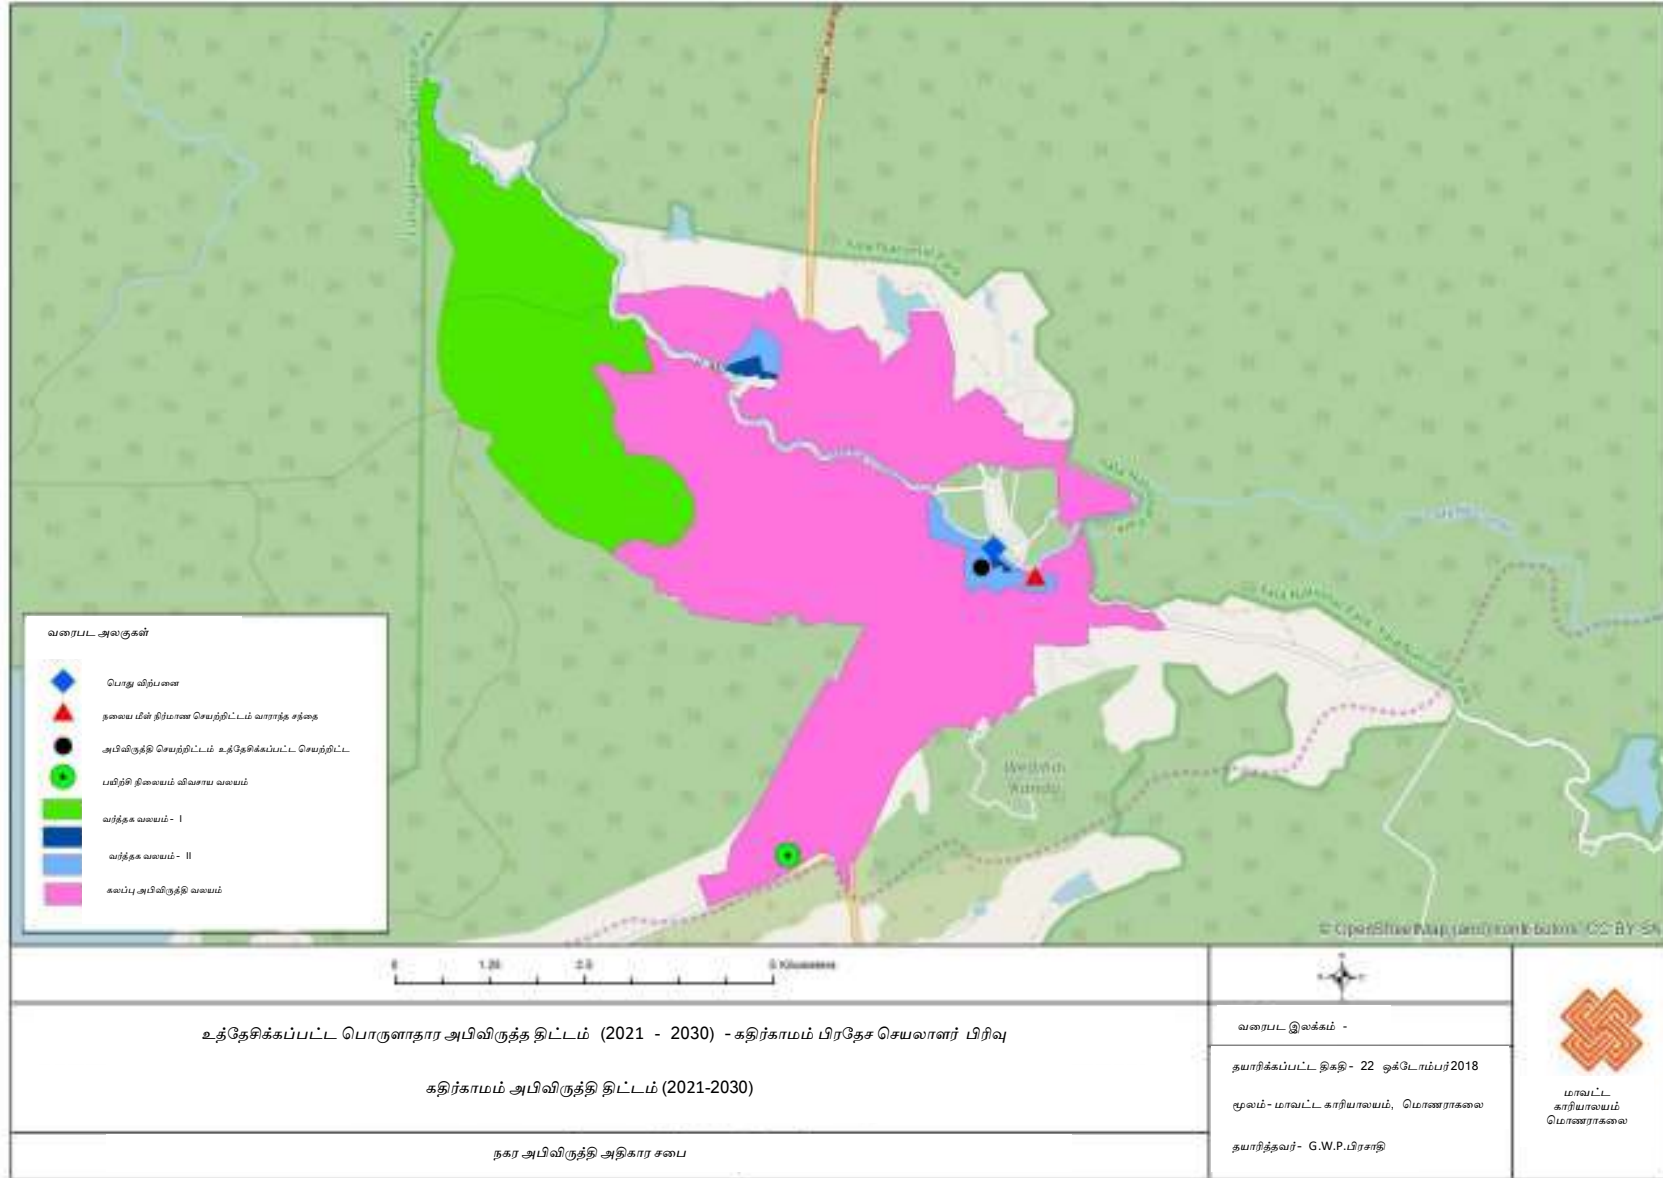 Yala National Park
வரைபட அலகுகள்
பொது விற்பனை
நலைய மீன் நிர்மாண செயற்றிட்டம் வாராந்த சந்தை
அபிவிருத்தி செயற்றிட்டம் உத்தேசிக்கப்பட்ட செயற்றிட்ட
பயிற்சி நிலையம் விவசாய வலயம்
வர்த்தக வலயம் - I
வர்த்தக வலயம் - II
கலப்பு அபிவிருத்தி வலயம்
© OpenStreetMap (and) contributors, CC-BY-SA
0 1.25 2.5 5 Kilometers
உத்தேசிக்கப்பட்ட பொருளாதார அபிவிருத்த திட்டம் (2021 - 2030) - கதிர்காமம் பிரதேச செயலாளர் பிரிவு
கதிர்காமம் அபிவிருத்தி திட்டம் (2021-2030)
நகர அபிவிருத்தி அதிகார சபை
வரைபட இலக்கம் -
தயாரிக்கப்பட்ட திகதி - 22 ஒக்டோம்பர் 2018
மூலம் - மாவட்ட காரியாலயம், மொணராகலை
தயாரித்தவர் - G.W.P.பிரசாதி
மாவட்ட
காரியாலயம்
மொணராகலை